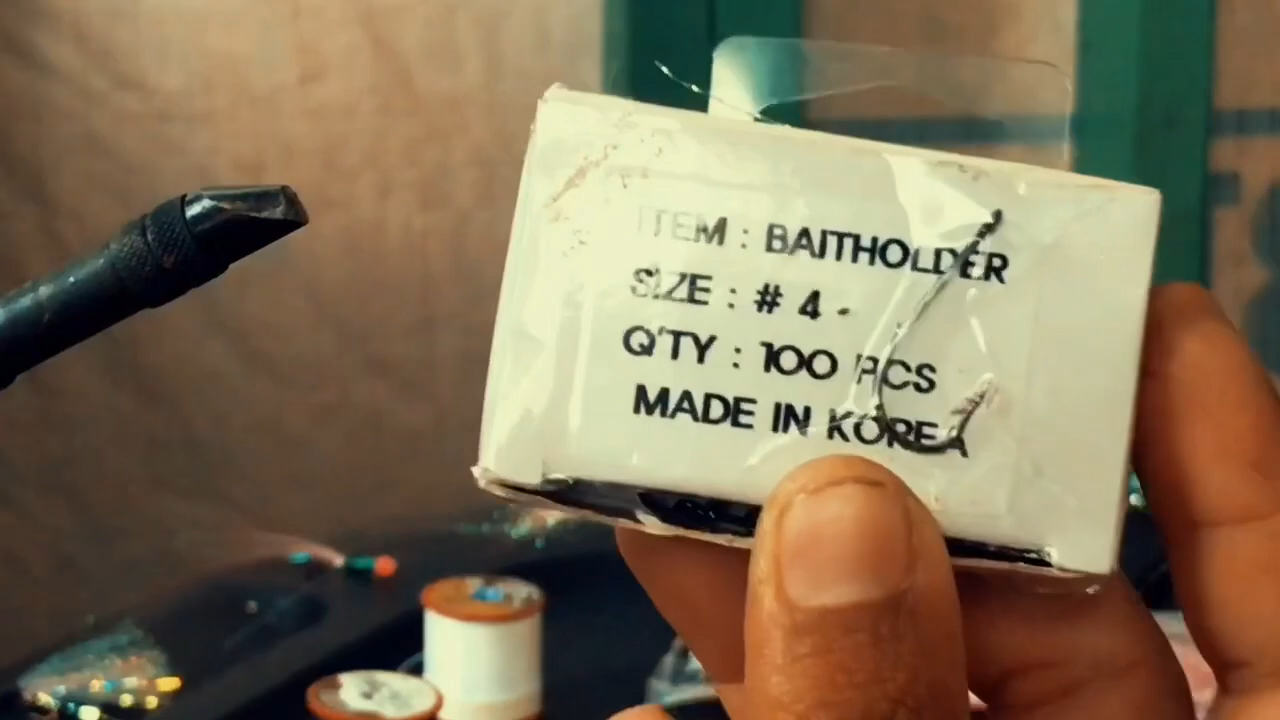 ITEM : BAITHOLDER
SIZE : # 4 -
Q'TY : 100 PCS
MADE IN KOREA